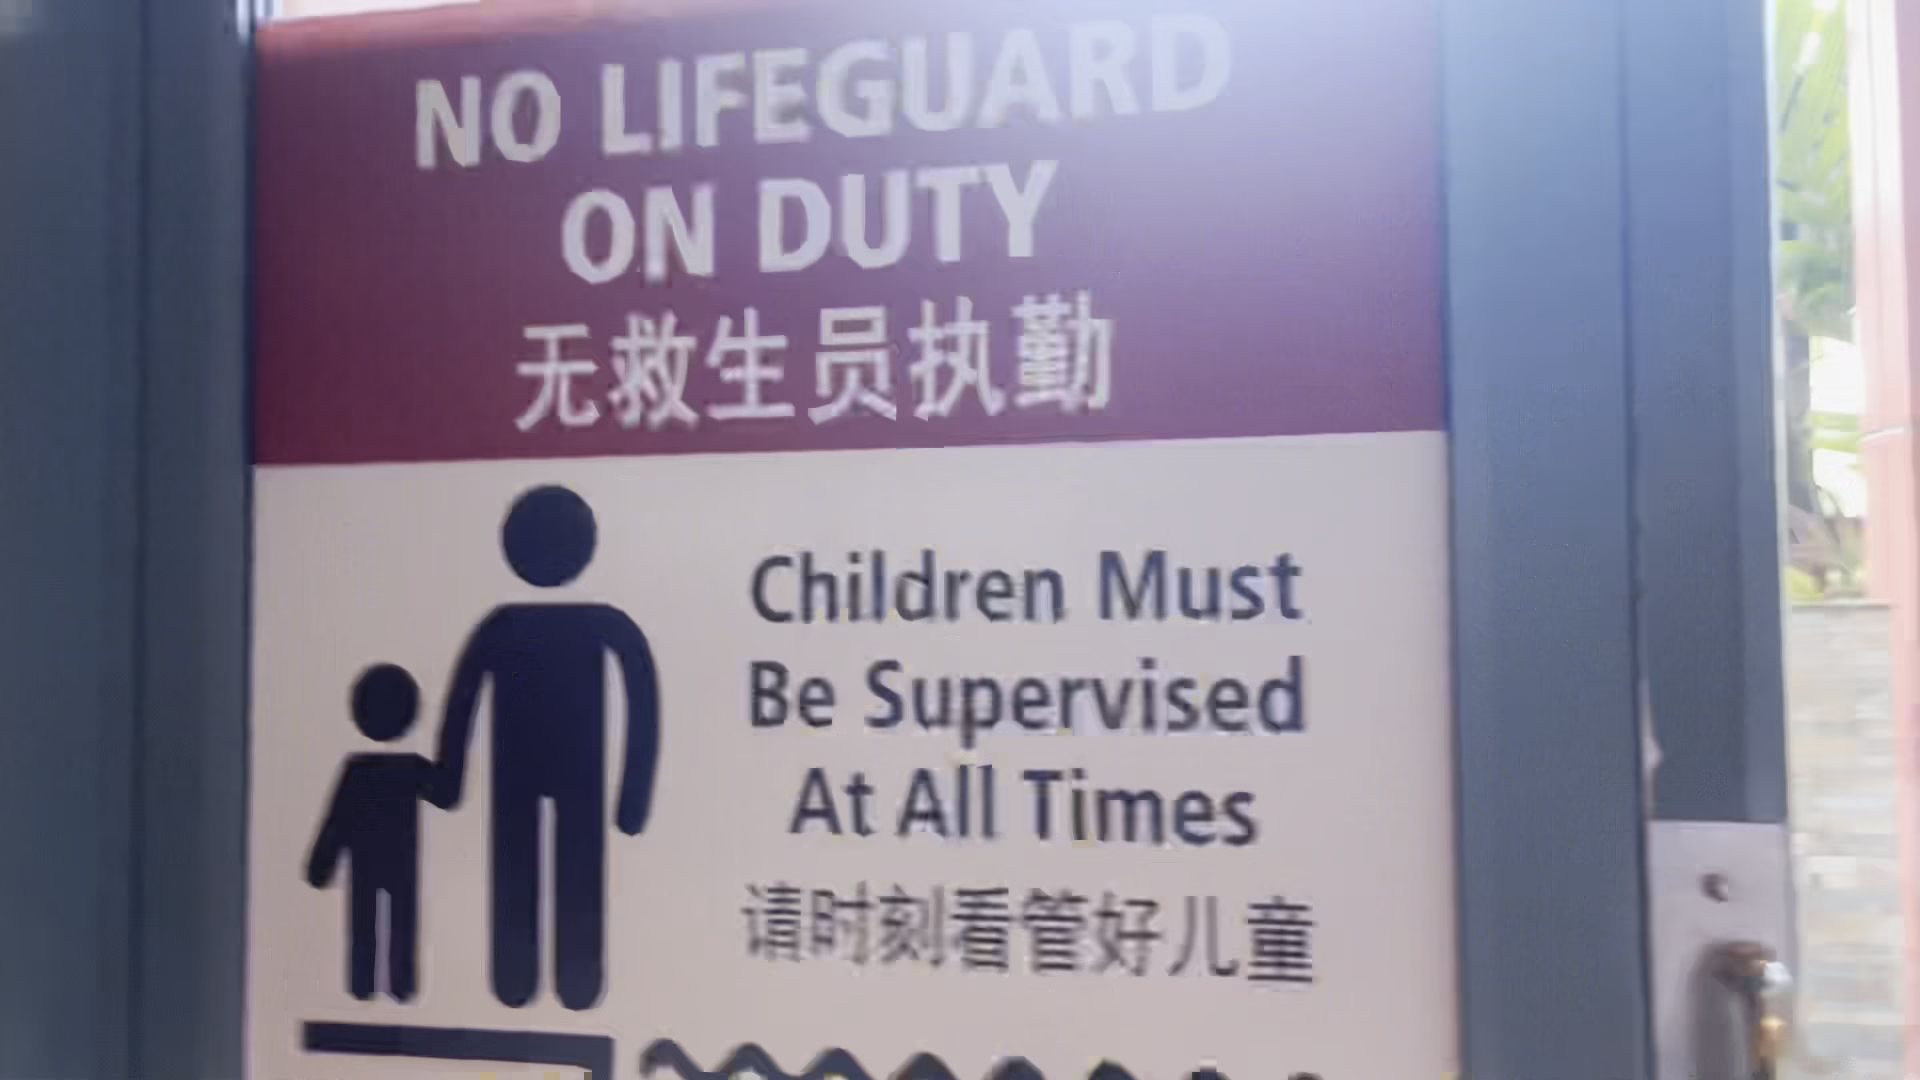 NO LIFEGUARD
ON DUTY
无救生员执勤
Children Must
Be Supervised
At All Times
请时刻看管好儿童